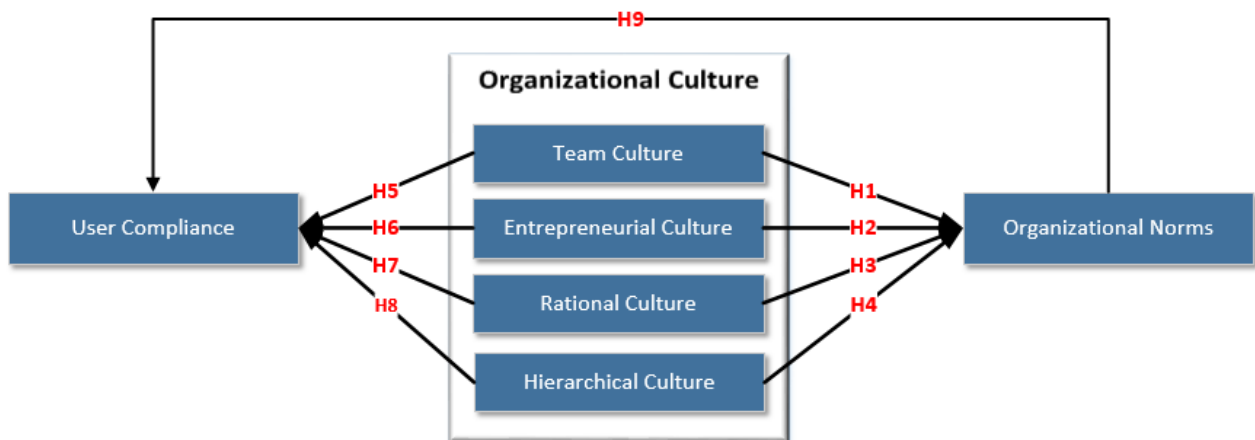 H9
Organizational Culture
Team Culture
H5
H1
User Compliance
H6
Entrepreneurial Culture
H2
Organizational Norms
H7
H3
Rational Culture
H8
H4
Hierarchical Culture